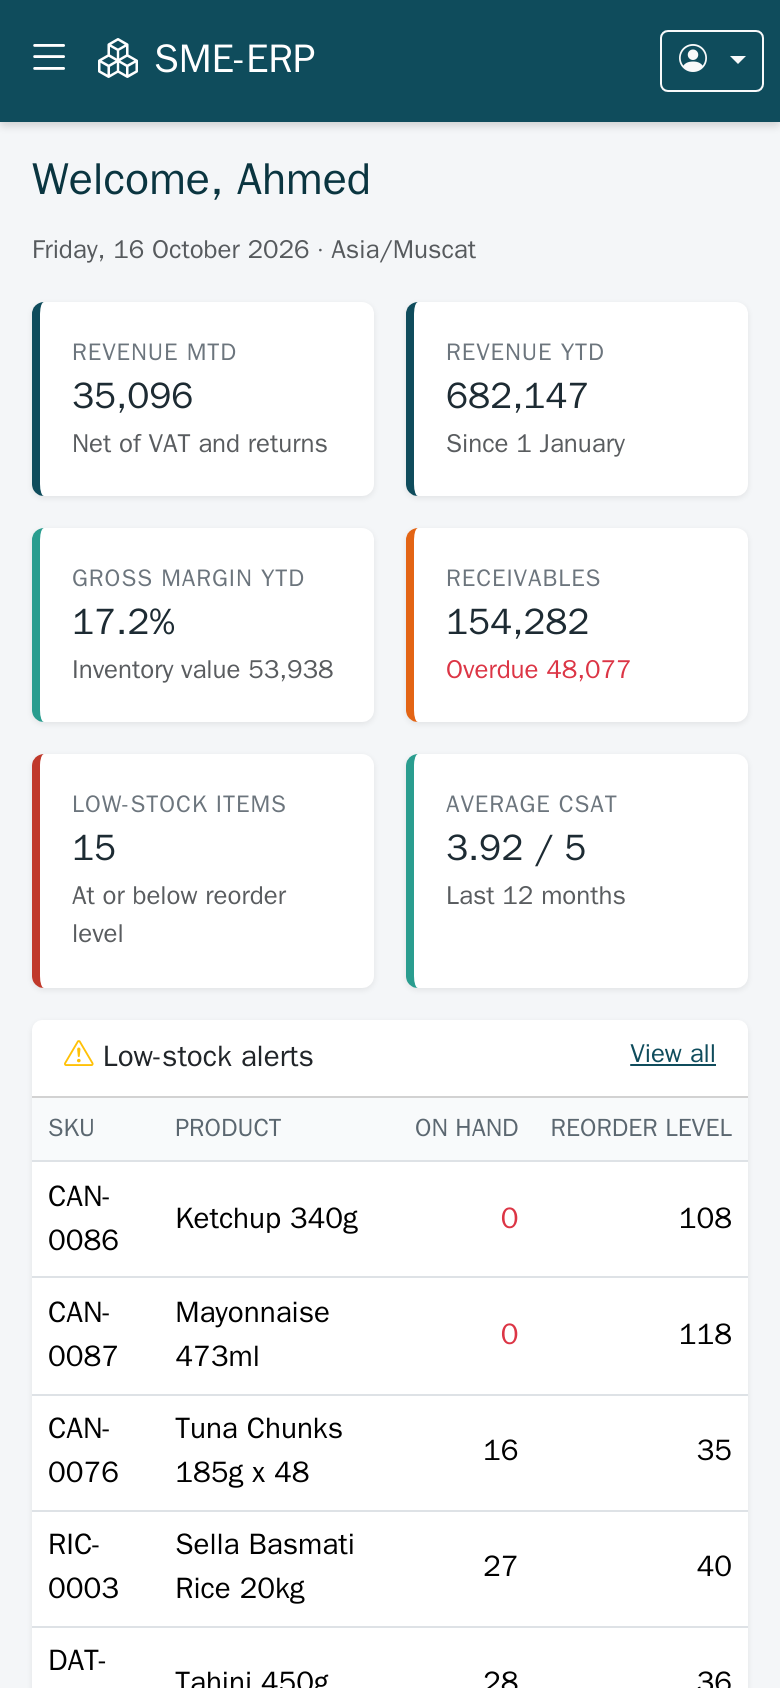 SME-ERP
Welcome, Ahmed
Friday, 16 October 2026 · Asia/Muscat
REVENUE MTD
35,096
Net of VAT and returns
REVENUE YTD
682,147
Since 1 January
GROSS MARGIN YTD
17.2%
Inventory value 53,938
RECEIVABLES
154,282
Overdue 48,077
LOW-STOCK ITEMS
15
At or below reorder
level
AVERAGE CSAT
3.92 / 5
Last 12 months
Low-stock alerts View all
SKU PRODUCT ON HAND REORDER LEVEL
CAN-
0086 Ketchup 340g 0 108
CAN-
0087 Mayonnaise
473ml 0 118
CAN-
0076 Tuna Chunks
185g x 48 16 35
RIC-
0003 Sella Basmati
Rice 20kg 27 40
DAT-
Tahini 450g 28 36